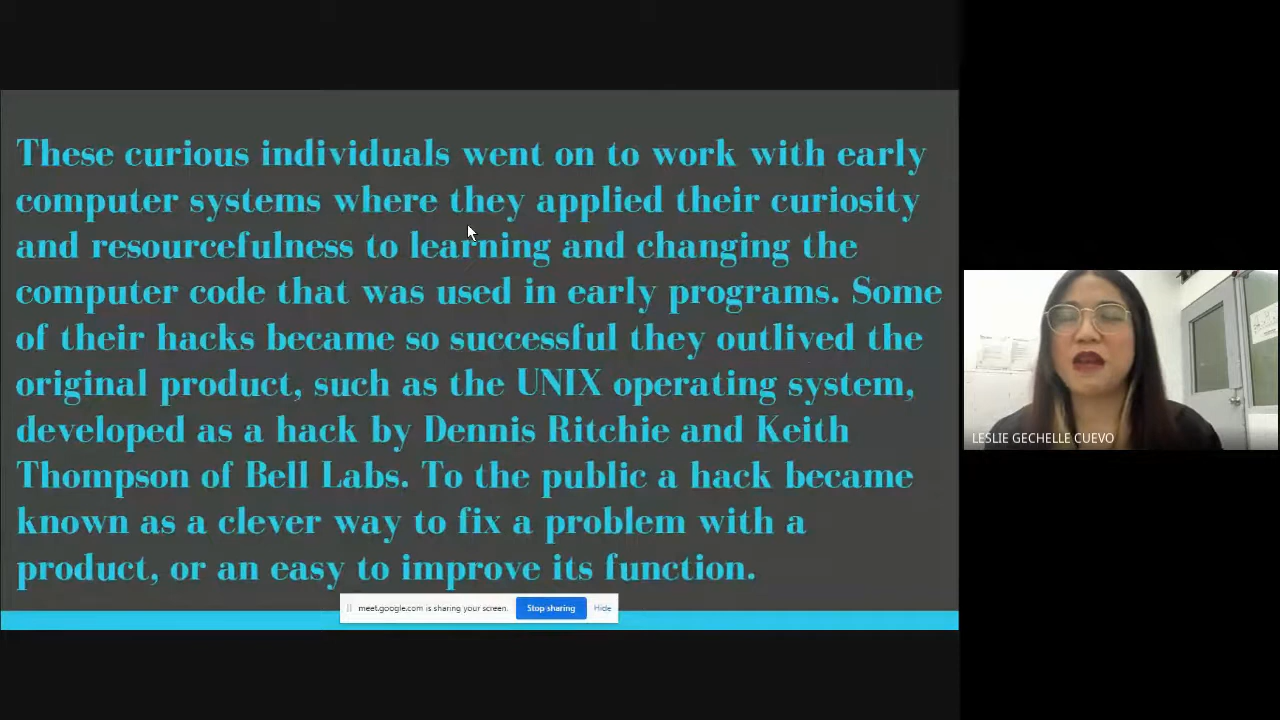 These curious individuals went on to work with early
computer systems where they applied their curiosity
and resourcefulness to learning and changing the
computer code that was used in early programs. Some
of their hacks became so successful they outlived the
original product, such as the UNIX operating system,
developed as a hack by Dennis Ritchie and Keith
Thompson of Bell Labs. To the public a hack became
known as a clever way to fix a problem with a
product, or an easy to improve its function.
meet.google.com is sharing your screen.
Stop sharing
Hide
LESLIE GECHELLE CUEVO